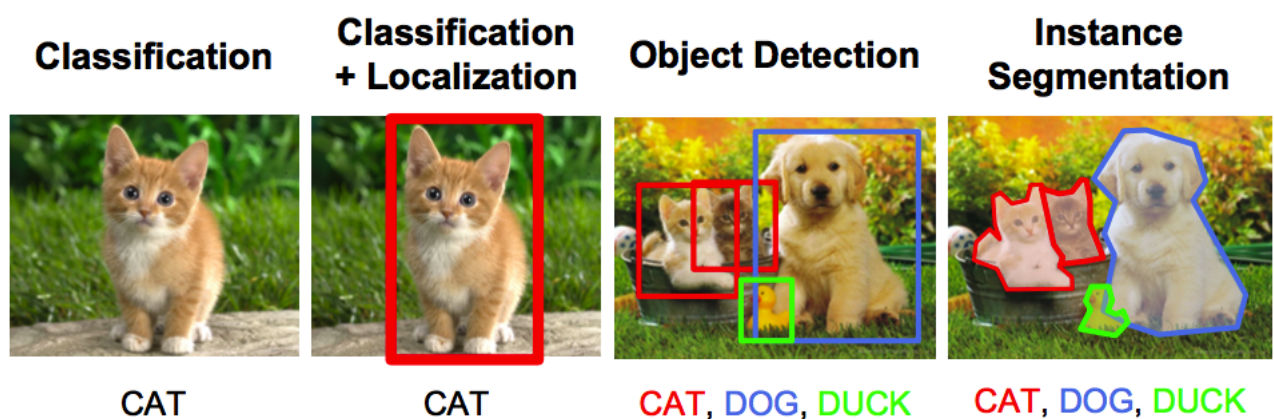 Classification
Classification
+ Localization
Object Detection
Instance
Segmentation
CAT
CAT
CAT, DOG, DUCK
CAT, DOG, DUCK